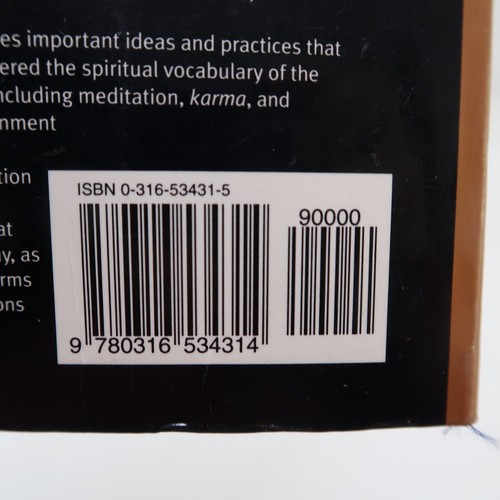 es important ideas and practices that
ered the spiritual vocabulary of the
ncluding meditation, karma, and
nment
tion
at
y, as
rms
ons
ISBN 0-316-53431-5
90000
9 780316 534314